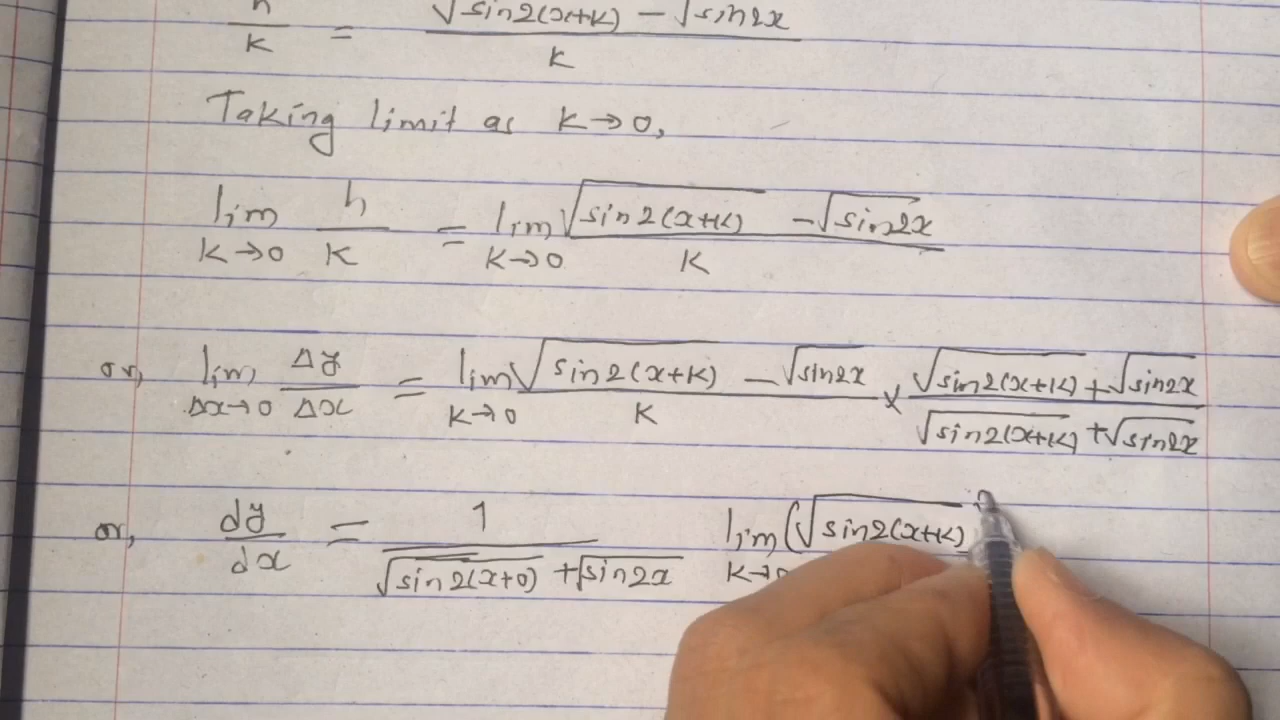 h/k = (√sin2(x+k) - √sin2x)/k
Taking limit as k→0,
lim k→0 h/k = lim k→0 (√sin2(x+k) - √sin2x)/k
or, lim Δx→0 Δy/Δx = lim k→0 (√sin2(x+k) - √sin2x)/k × (√sin2(x+k) + √sin2x)/(√sin2(x+k) + √sin2x)
or, dy/dx = 1/(√sin2(x+0) + √sin2x) lim k→0 (√sin2(x+k)